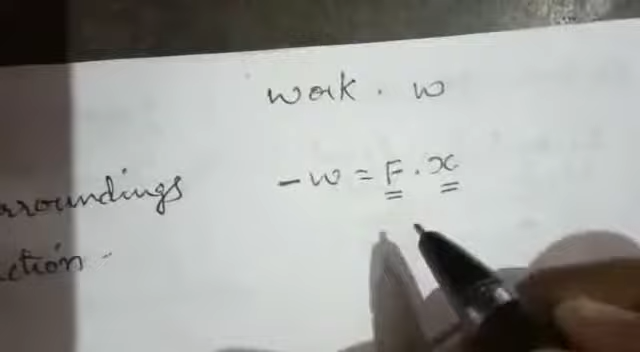 work . w
-w = F . x
rroundings
ction.